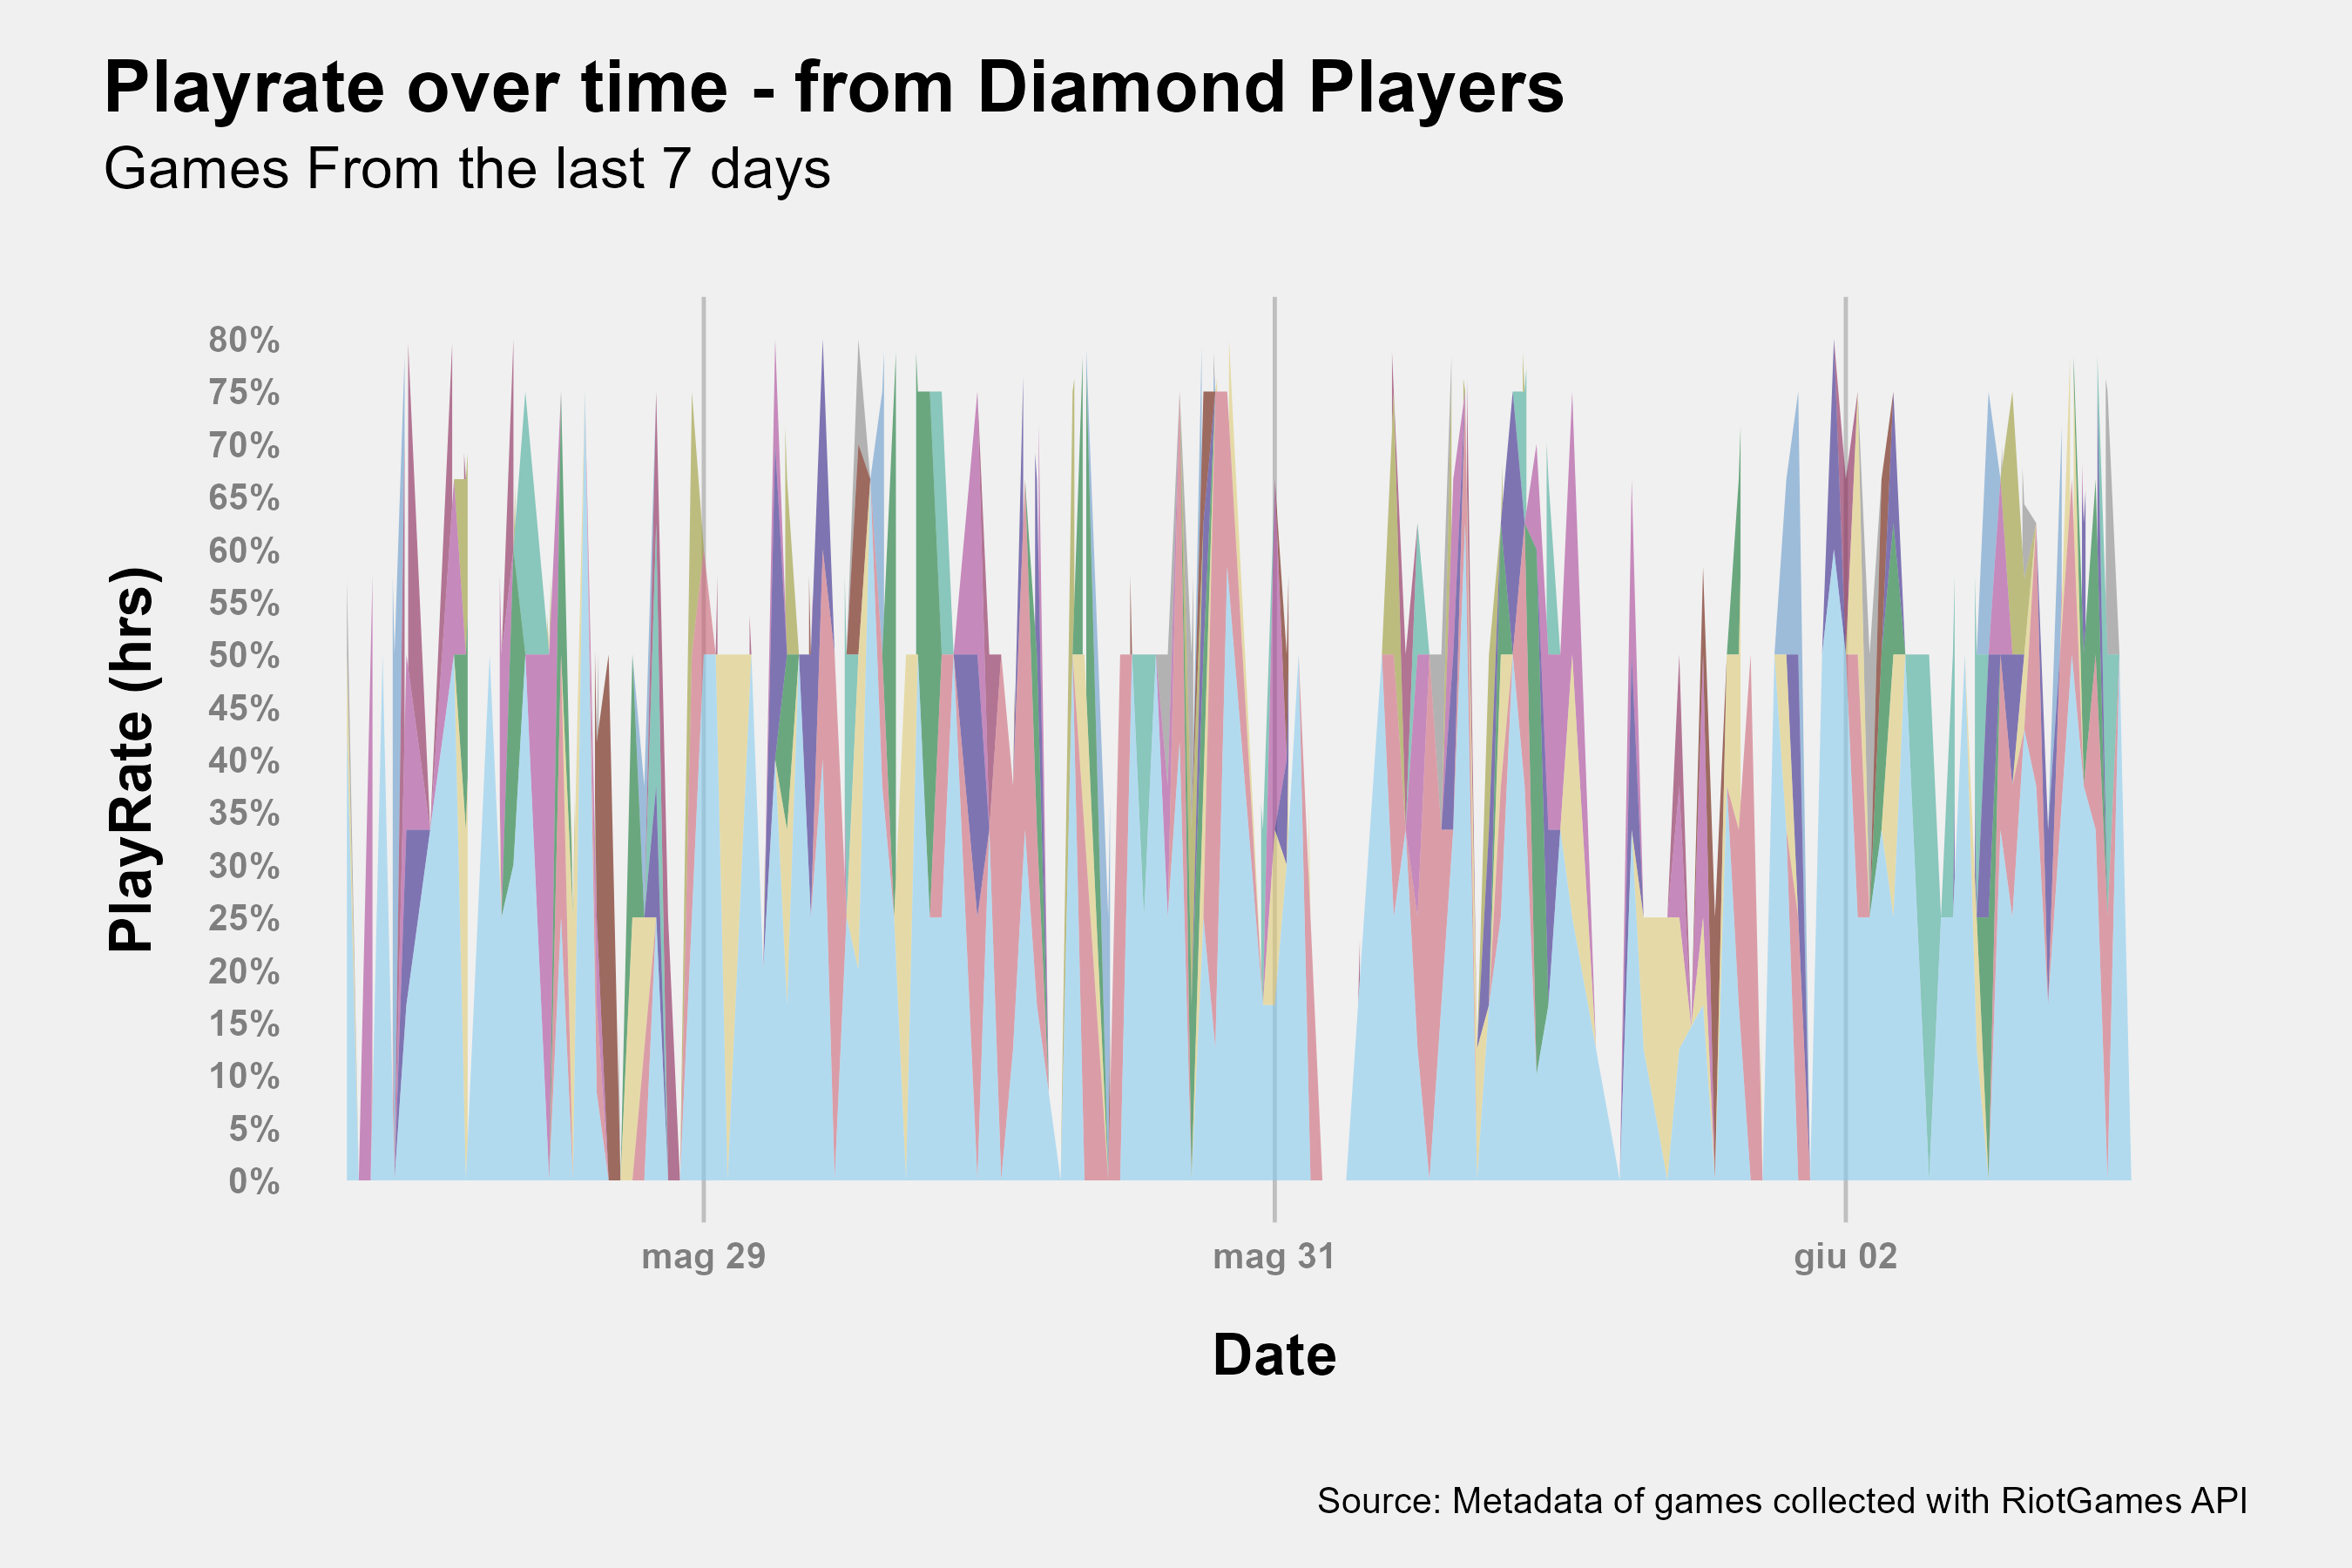 Playrate over time - from Diamond Players
Games From the last 7 days
PlayRate (hrs)
80%
75%
70%
65%
60%
55%
50%
45%
40%
35%
30%
25%
20%
15%
10%
5%
0%
mag 29
mag 31
giu 02
Date
Source: Metadata of games collected with RiotGames API